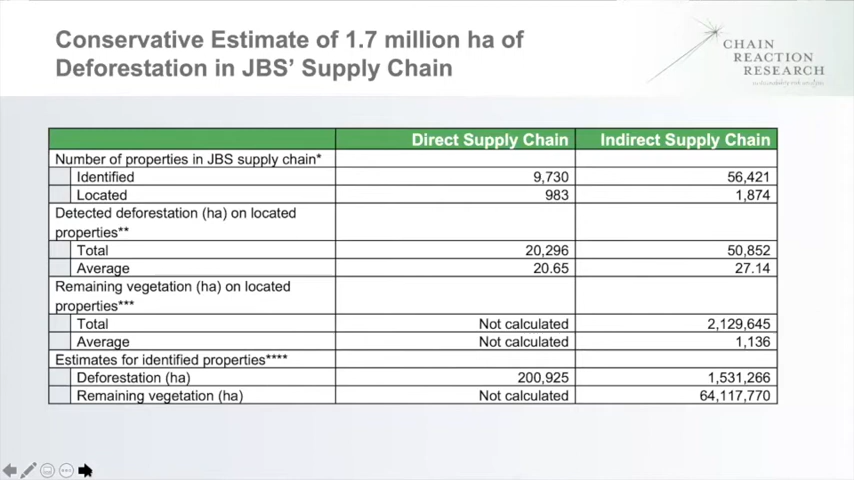 Conservative Estimate of 1.7 million ha of
Deforestation in JBS' Supply Chain
CHAIN
REACTION
RESEARCH
sustainability risk analysis
Direct Supply Chain Indirect Supply Chain
Number of properties in JBS supply chain*
Identified 9,730 56,421
Located 983 1,874
Detected deforestation (ha) on located
properties**
Total 20,296 50,852
Average 20.65 27.14
Remaining vegetation (ha) on located
properties***
Total Not calculated 2,129,645
Average Not calculated 1,136
Estimates for identified properties****
Deforestation (ha) 200,925 1,531,266
Remaining vegetation (ha) Not calculated 64,117,770